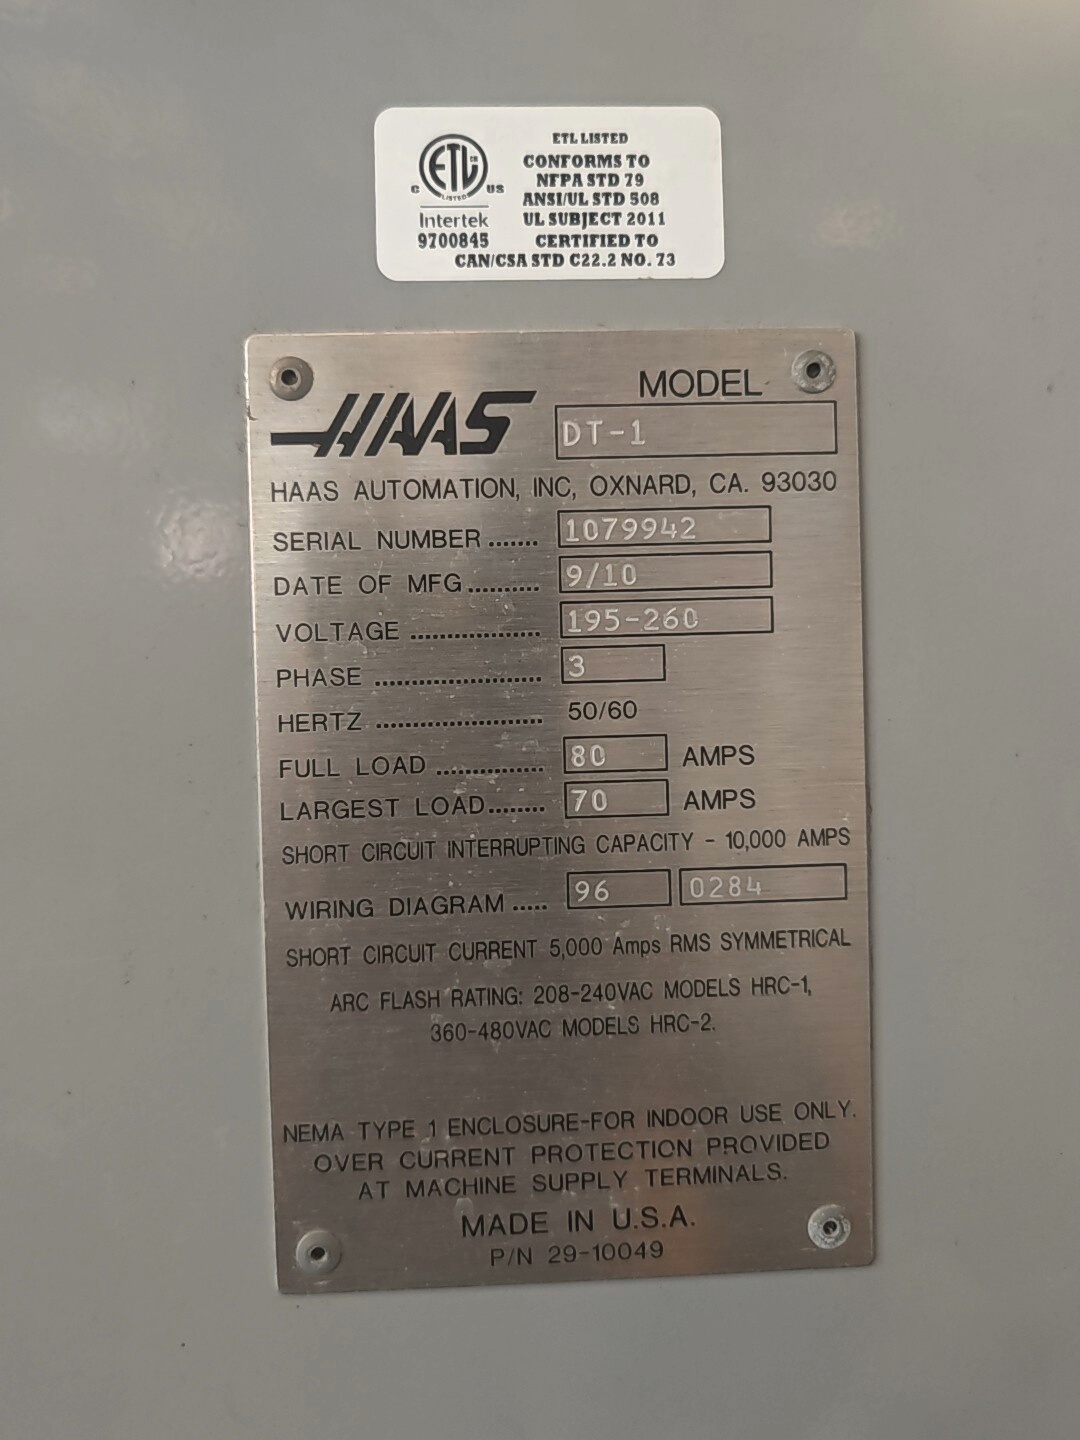 ETL LISTED
CONFORMS TO
NFPA STD 79
ANSI/UL STD 508
UL SUBJECT 2011
CERTIFIED TO
CAN/CSA STD C22.2 NO. 73
ETL CM
LISTED
C US
Intertek
9700845
HAAS
MODEL
DT-1
HAAS AUTOMATION, INC, OXNARD, CA. 93030
SERIAL NUMBER ....... 1079942
DATE OF MFG .......... 9/10
VOLTAGE .................. 195-260
PHASE ....................... 3
HERTZ ....................... 50/60
FULL LOAD ............... 80 AMPS
LARGEST LOAD ........ 70 AMPS
SHORT CIRCUIT INTERRUPTING CAPACITY - 10,000 AMPS
WIRING DIAGRAM ..... 96 0284
SHORT CIRCUIT CURRENT 5,000 Amps RMS SYMMETRICAL
ARC FLASH RATING: 208-240VAC MODELS HRC-1,
360-480VAC MODELS HRC-2.
NEMA TYPE 1 ENCLOSURE-FOR INDOOR USE ONLY.
OVER CURRENT PROTECTION PROVIDED
AT MACHINE SUPPLY TERMINALS.
MADE IN U.S.A.
P/N 29-10049